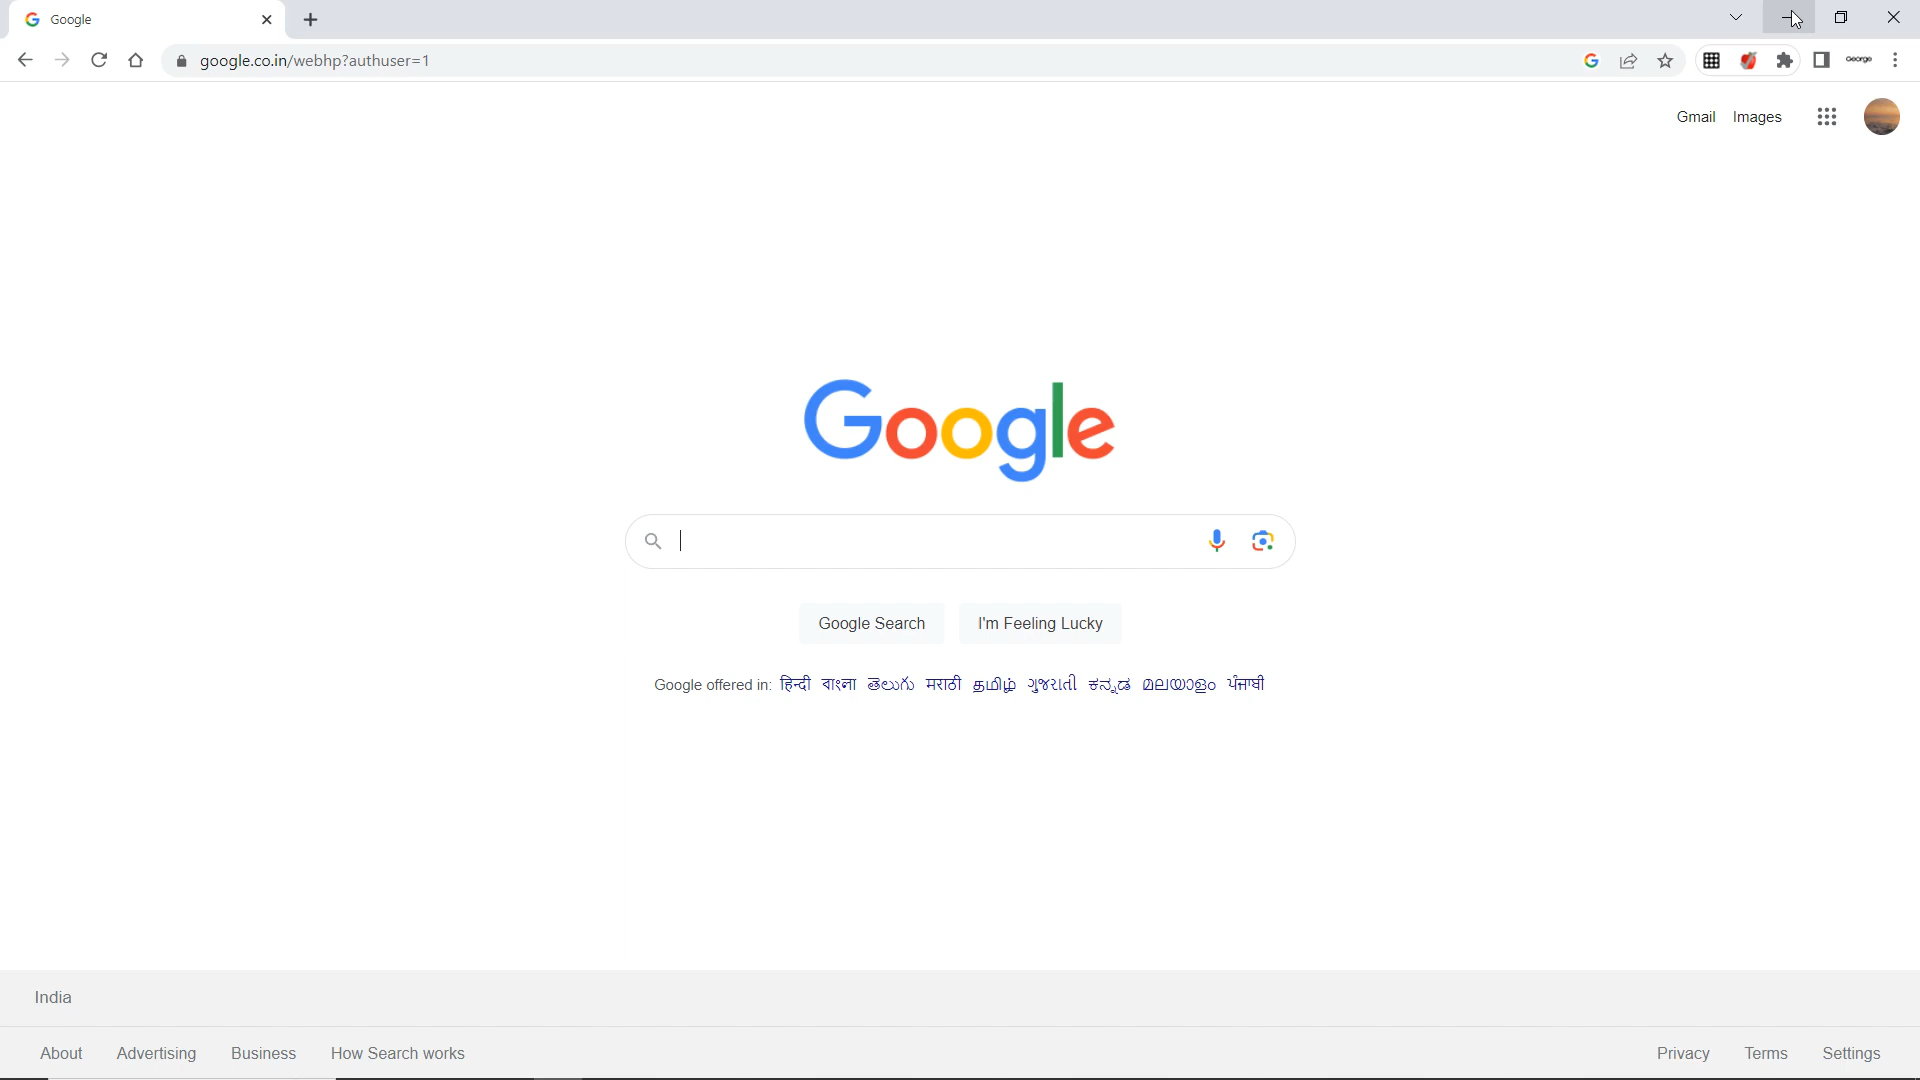 Google
google.co.in/webhp?authuser=1
George
Gmail Images
Google
Google Search I'm Feeling Lucky
Google offered in: हिन्दी বাংলা తెలుగు मराठी தமிழ் ગુજરાતી ಕನ್ನಡ മലയാളം ਪੰਜਾਬੀ
India
About Advertising Business How Search works Privacy Terms Settings